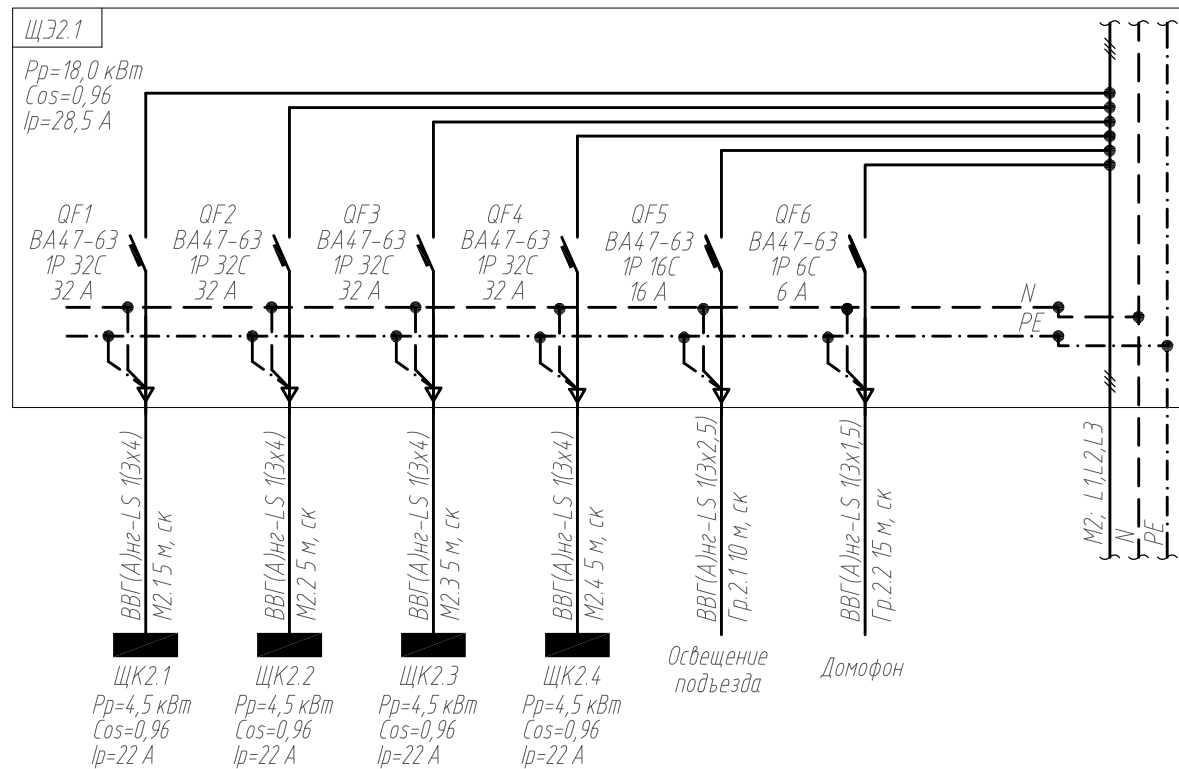 ЩЭ2.1
Рр=18,0 кВт
Cos=0,96
Iр=28,5 А
QF1
ВА47-63
1Р 32С
32 А
QF2
ВА47-63
1Р 32С
32 А
QF3
ВА47-63
1Р 32С
32 А
QF4
ВА47-63
1Р 32С
32 А
QF5
ВА47-63
1Р 16С
16 А
QF6
ВА47-63
1Р 6С
6 А
N
PE
ВВГ(А)нг-LS 1(3х4)
М2.1 5 м, ск
ВВГ(А)нг-LS 1(3х4)
М2.2 5 м, ск
ВВГ(А)нг-LS 1(3х4)
М2.3 5 м, ск
ВВГ(А)нг-LS 1(3х4)
М2.4 5 м, ск
ВВГ(А)нг-LS 1(3х2,5)
Гр.2.1 10 м, ск
ВВГ(А)нг-LS 1(3х1,5)
Гр.2.2 15 м, ск
М2; L1,L2,L3
N
PE
ЩК2.1
Рр=4,5 кВт
Cos=0,96
Iр=22 А
ЩК2.2
Рр=4,5 кВт
Cos=0,96
Iр=22 А
ЩК2.3
Рр=4,5 кВт
Cos=0,96
Iр=22 А
ЩК2.4
Рр=4,5 кВт
Cos=0,96
Iр=22 А
Освещение
подъезда
Домофон